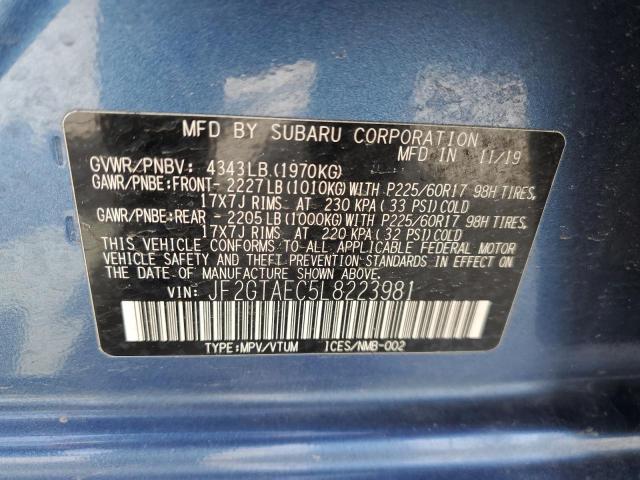 MFD BY SUBARU CORPORATION
MFD IN 11/19
GVWR/PNBV: 4343LB.(1970KG)
GAWR/PNBE:FRONT- 2227LB(1010KG)WITH P225/60R17 98H TIRES,
17X7J RIMS AT 230 KPA(33 PSI)COLD
GAWR/PNBE:REAR - 2205LB(1000KG)WITH P225/60R17 98H TIRES,
17X7J RIMS AT 220 KPA(32 PSI)COLD
THIS VEHICLE CONFORMS TO ALL APPLICABLE FEDERAL MOTOR
VEHICLE SAFETY AND THEFT PREVENTION STANDARDS IN EFFECT ON
THE DATE OF MANUFACTURE SHOWN ABOVE.
VIN: JF2GTAEC5L8223981
TYPE:MPV/VTUM ICES/NMB-002